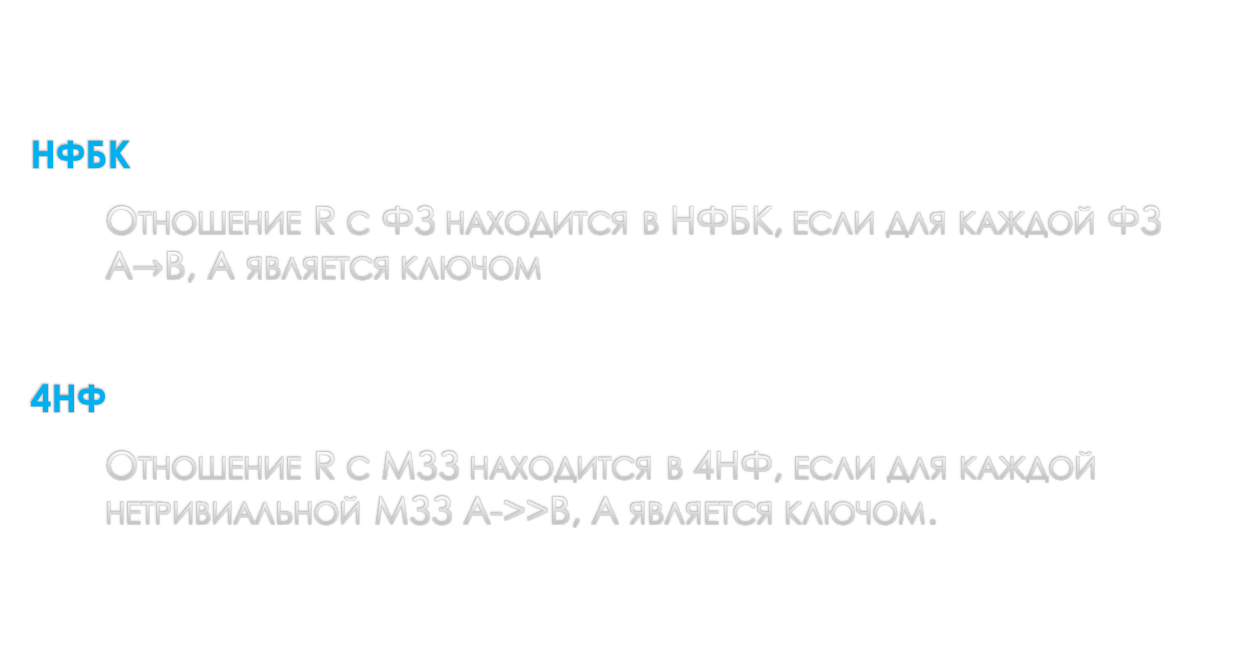 НФБК
Отношение R с ФЗ находится в НФБК, если для каждой ФЗ
A→B, A является ключом
4НФ
Отношение R с МЗЗ находится в 4НФ, если для каждой
нетривиальной МЗЗ A->>B, A является ключом.